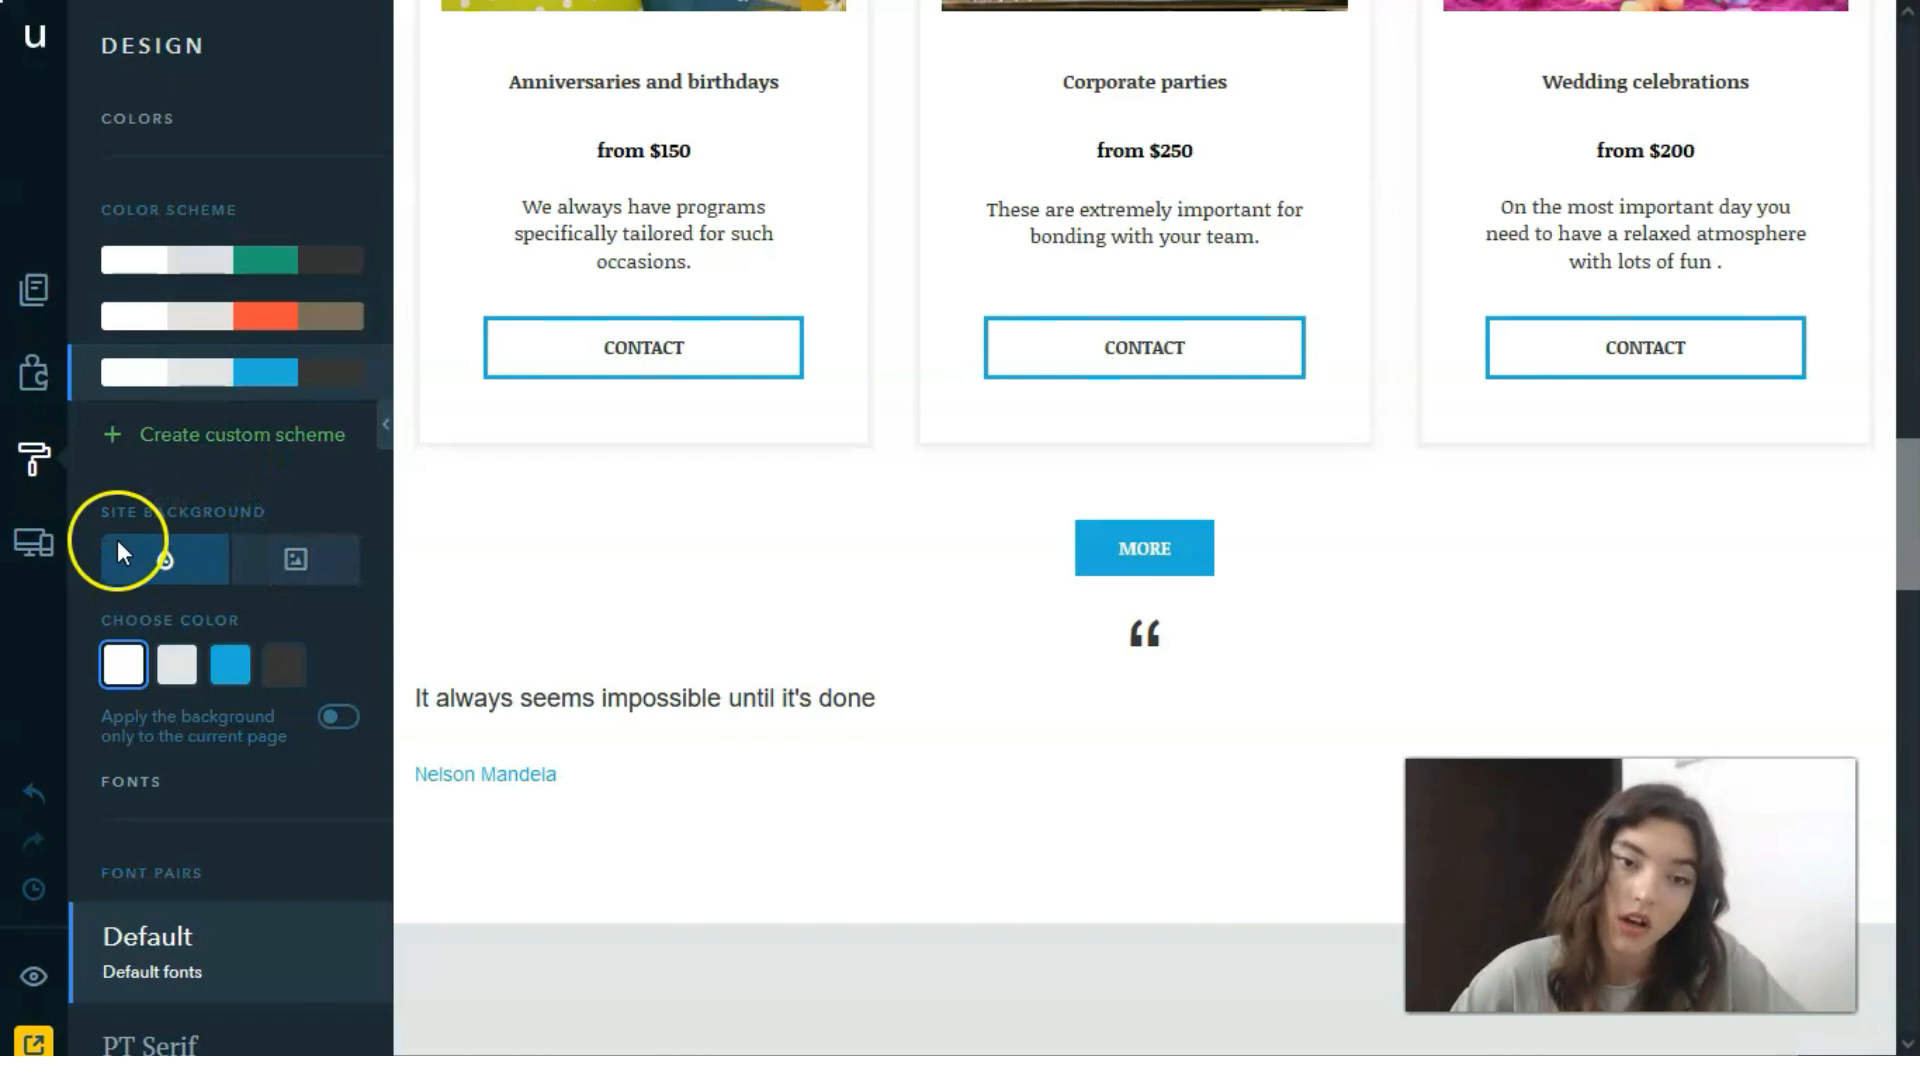 u
DESIGN
COLORS
COLOR SCHEME
+ Create custom scheme
SITE BACKGROUND
CHOOSE COLOR
Apply the background
only to the current page
FONTS
FONT PAIRS
Default
Default fonts
PT Serif
Anniversaries and birthdays
from $150
We always have programs
specifically tailored for such
occasions.
CONTACT
Corporate parties
from $250
These are extremely important for
bonding with your team.
CONTACT
Wedding celebrations
from $200
On the most important day you
need to have a relaxed atmosphere
with lots of fun .
CONTACT
MORE
“
It always seems impossible until it's done
Nelson Mandela